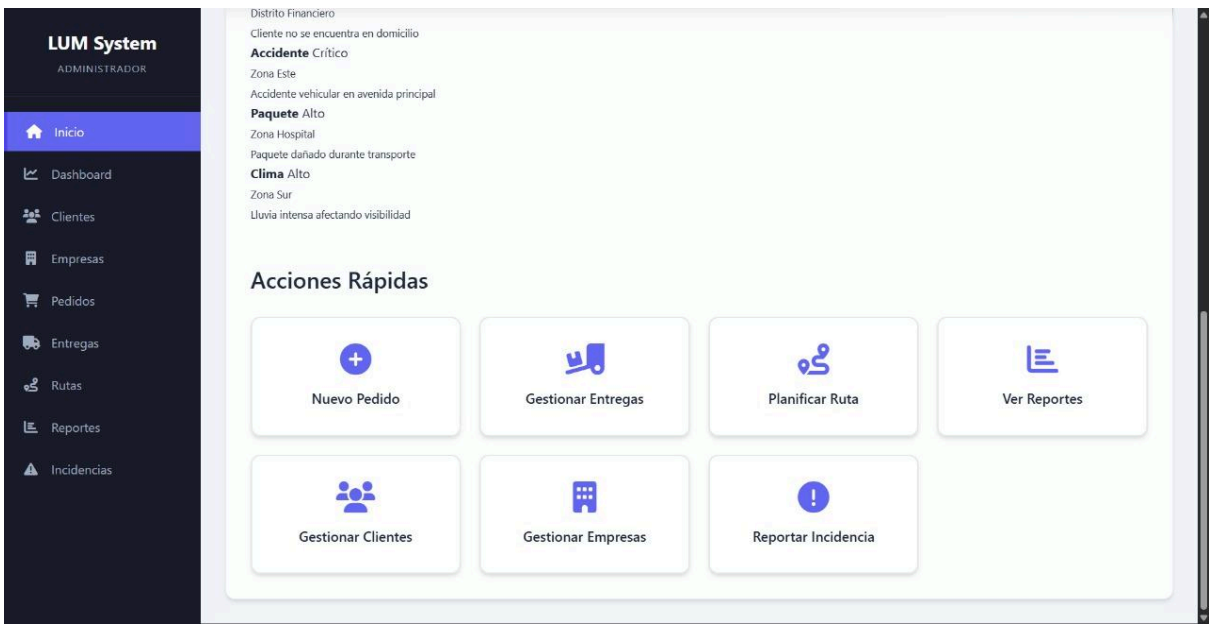 LUM System
ADMINISTRADOR
Inicio
Dashboard
Clientes
Empresas
Pedidos
Entregas
Rutas
Reportes
Incidencias
Distrito Financiero
Cliente no se encuentra en domicilio
Accidente Crítico
Zona Este
Accidente vehicular en avenida principal
Paquete Alto
Zona Hospital
Paquete dañado durante transporte
Clima Alto
Zona Sur
Lluvia intensa afectando visibilidad
Acciones Rápidas
Nuevo Pedido
Gestionar Entregas
Planificar Ruta
Ver Reportes
Gestionar Clientes
Gestionar Empresas
Reportar Incidencia